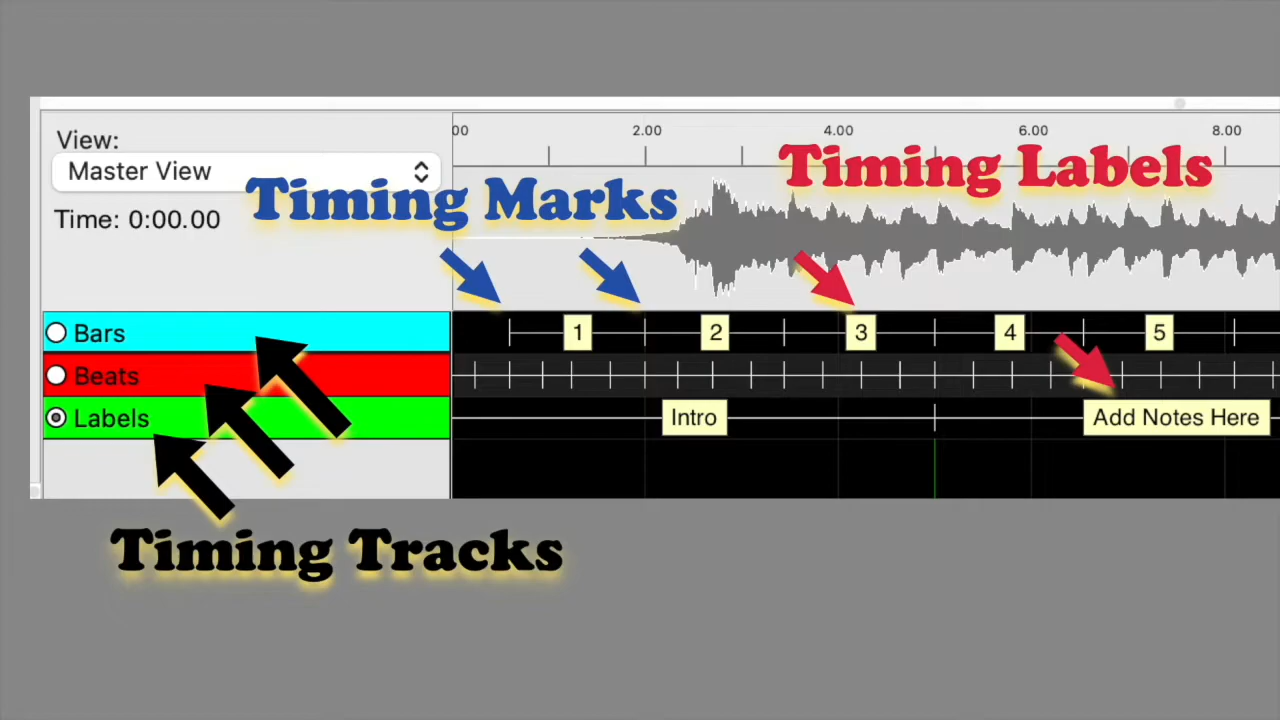 View:
00 2.00 4.00 6.00 8.00
Master View
Timing Labels
Timing Marks
Time: 0:00.00
Bars 1 2 3 4 5
Beats
Labels Intro Add Notes Here
Timing Tracks